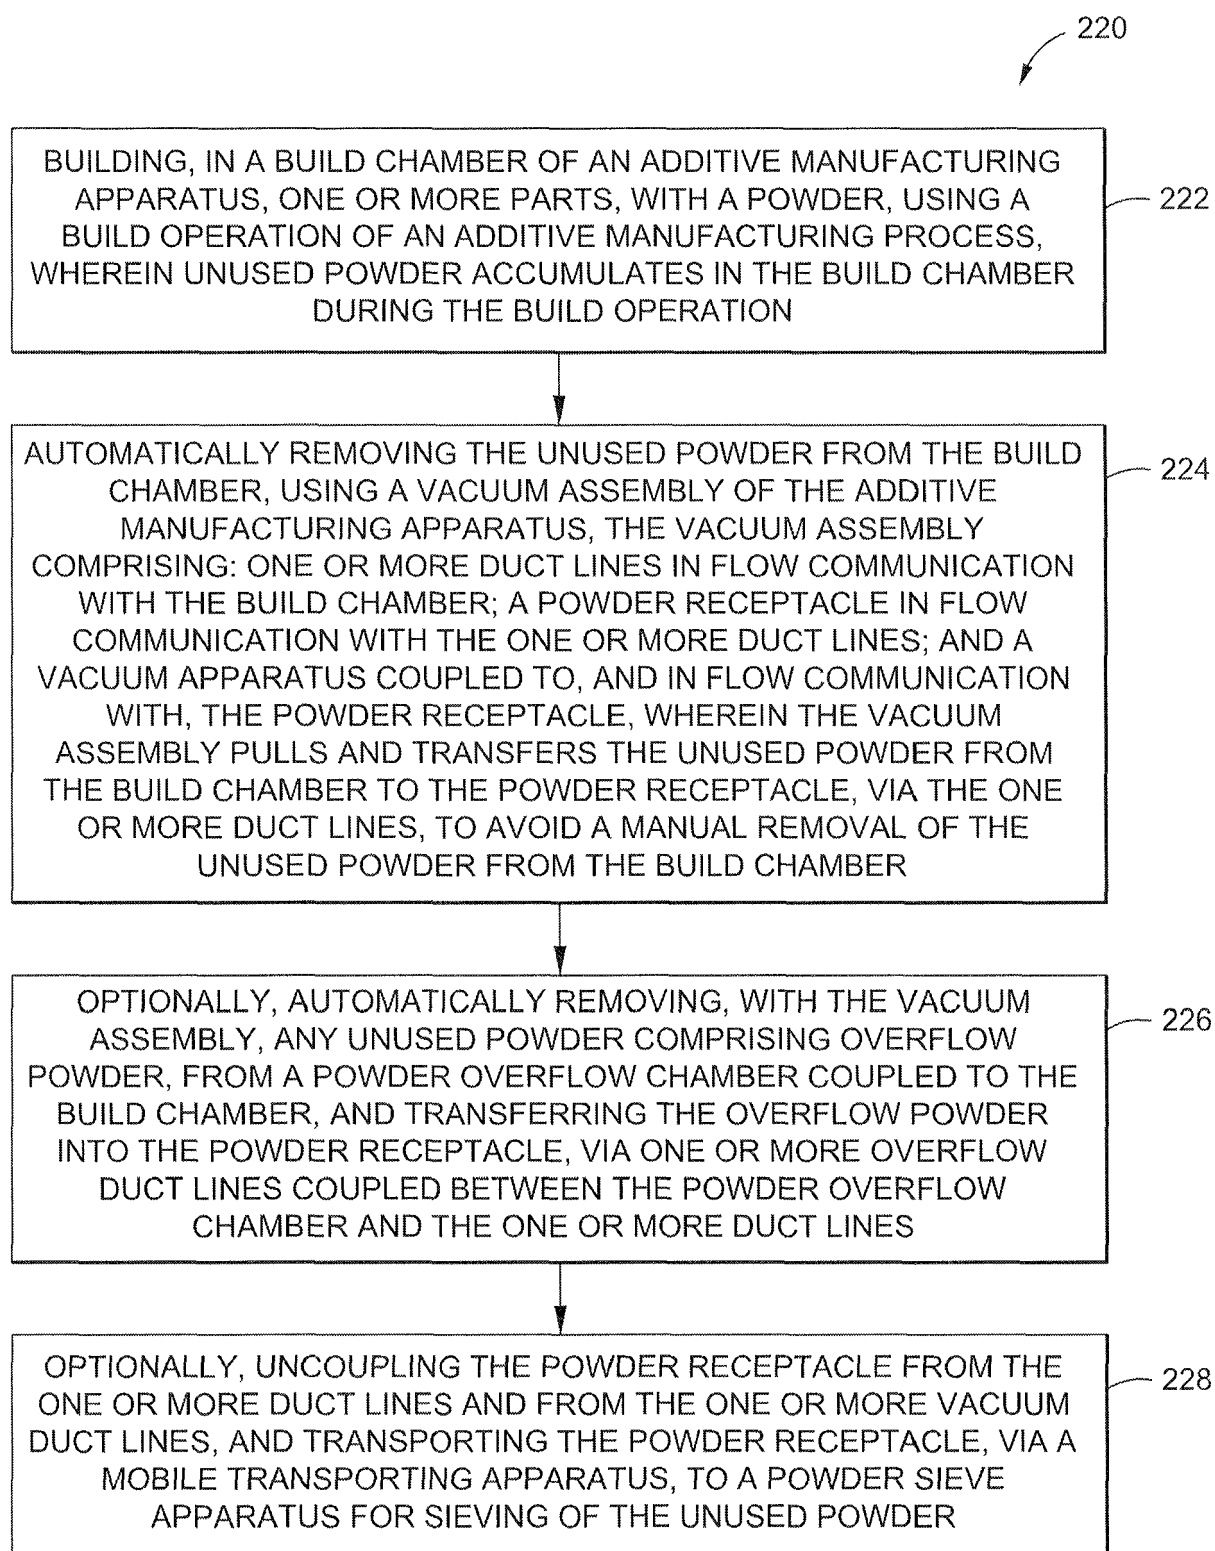 220
BUILDING, IN A BUILD CHAMBER OF AN ADDITIVE MANUFACTURING
APPARATUS, ONE OR MORE PARTS, WITH A POWDER, USING A
BUILD OPERATION OF AN ADDITIVE MANUFACTURING PROCESS,
WHEREIN UNUSED POWDER ACCUMULATES IN THE BUILD CHAMBER
DURING THE BUILD OPERATION
222
AUTOMATICALLY REMOVING THE UNUSED POWDER FROM THE BUILD
CHAMBER, USING A VACUUM ASSEMBLY OF THE ADDITIVE
MANUFACTURING APPARATUS, THE VACUUM ASSEMBLY
COMPRISING: ONE OR MORE DUCT LINES IN FLOW COMMUNICATION
WITH THE BUILD CHAMBER; A POWDER RECEPTACLE IN FLOW
COMMUNICATION WITH THE ONE OR MORE DUCT LINES; AND A
VACUUM APPARATUS COUPLED TO, AND IN FLOW COMMUNICATION
WITH, THE POWDER RECEPTACLE, WHEREIN THE VACUUM
ASSEMBLY PULLS AND TRANSFERS THE UNUSED POWDER FROM
THE BUILD CHAMBER TO THE POWDER RECEPTACLE, VIA THE ONE
OR MORE DUCT LINES, TO AVOID A MANUAL REMOVAL OF THE
UNUSED POWDER FROM THE BUILD CHAMBER
224
OPTIONALLY, AUTOMATICALLY REMOVING, WITH THE VACUUM
ASSEMBLY, ANY UNUSED POWDER COMPRISING OVERFLOW
POWDER, FROM A POWDER OVERFLOW CHAMBER COUPLED TO THE
BUILD CHAMBER, AND TRANSFERRING THE OVERFLOW POWDER
INTO THE POWDER RECEPTACLE, VIA ONE OR MORE OVERFLOW
DUCT LINES COUPLED BETWEEN THE POWDER OVERFLOW
CHAMBER AND THE ONE OR MORE DUCT LINES
226
OPTIONALLY, UNCOUPLING THE POWDER RECEPTACLE FROM THE
ONE OR MORE DUCT LINES AND FROM THE ONE OR MORE VACUUM
DUCT LINES, AND TRANSPORTING THE POWDER RECEPTACLE, VIA A
MOBILE TRANSPORTING APPARATUS, TO A POWDER SIEVE
APPARATUS FOR SIEVING OF THE UNUSED POWDER
228